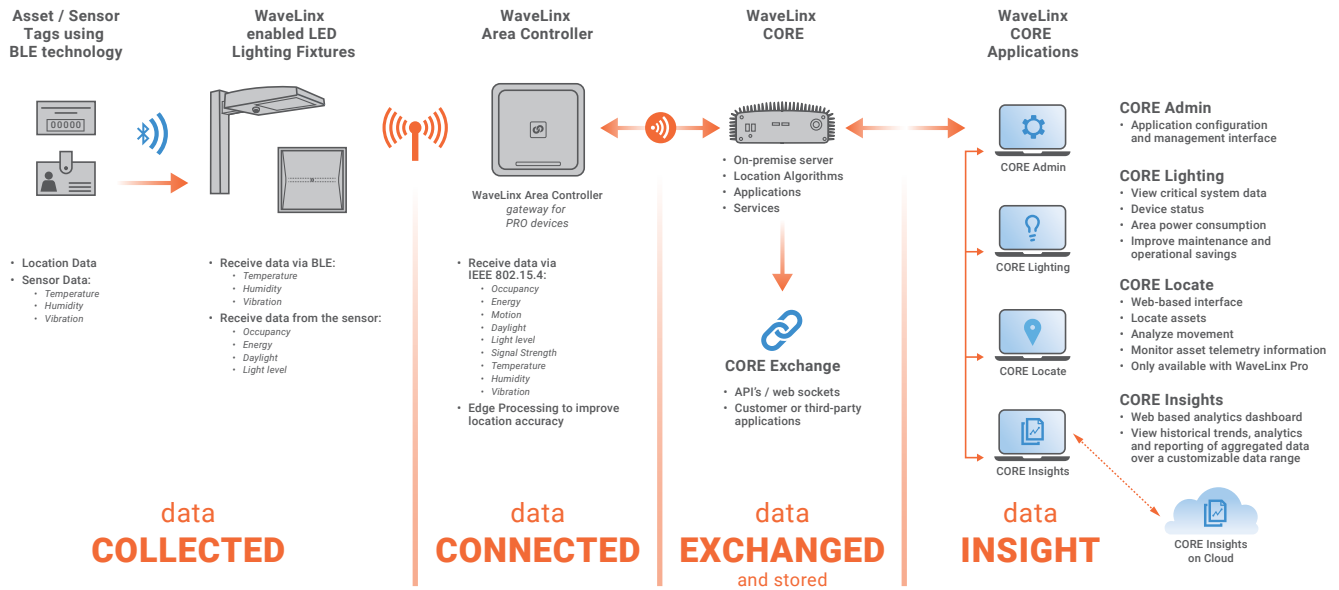 Asset / Sensor
Tags using
BLE technology
00000
• Location Data
• Sensor Data:
• Temperature
• Humidity
• Vibration
WaveLinx
enabled LED
Lighting Fixtures
• Receive data via BLE:
• Temperature
• Humidity
• Vibration
• Receive data from the sensor:
• Occupancy
• Energy
• Daylight
• Light level
data
COLLECTED
WaveLinx
Area Controller
WaveLinx Area Controller
gateway for
PRO devices
• Receive data via
IEEE 802.15.4:
• Occupancy
• Energy
• Motion
• Daylight
• Light level
• Signal Strength
• Temperature
• Humidity
• Vibration
• Edge Processing to improve
location accuracy
data
CONNECTED
WaveLinx
CORE
• On-premise server
• Location Algorithms
• Applications
• Services
CORE Exchange
• API's / web sockets
• Customer or third-party
applications
data
EXCHANGED
and stored
WaveLinx
CORE
Applications
CORE Admin
CORE Admin
• Application configuration
and management interface
CORE Lighting
CORE Lighting
• View critical system data
• Device status
• Area power consumption
• Improve maintenance and
operational savings
CORE Locate
CORE Locate
• Web-based interface
• Locate assets
• Analyze movement
• Monitor asset telemetry information
• Only available with WaveLinx Pro
CORE Insights
CORE Insights
• Web based analytics dashboard
• View historical trends, analytics
and reporting of aggregated data
over a customizable data range
CORE Insights
on Cloud
data
INSIGHT